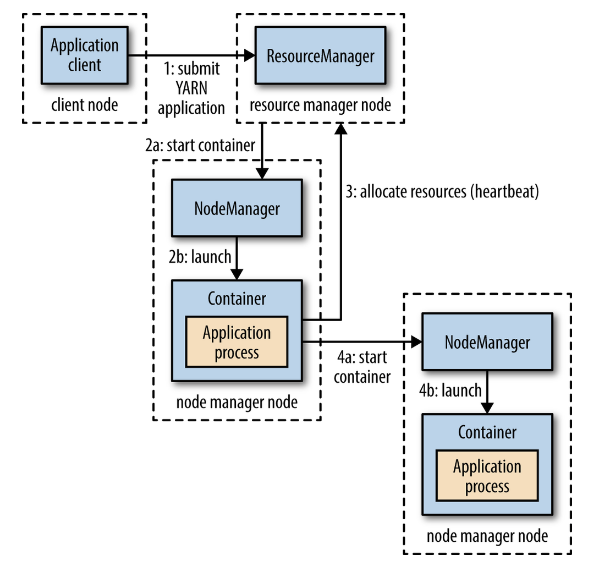 Application
client
client node
1: submit
YARN
application
ResourceManager
resource manager node
2a: start container
NodeManager
2b: launch
Container
Application
process
node manager node
3: allocate resources (heartbeat)
4a: start
container
NodeManager
4b: launch
Container
Application
process
node manager node